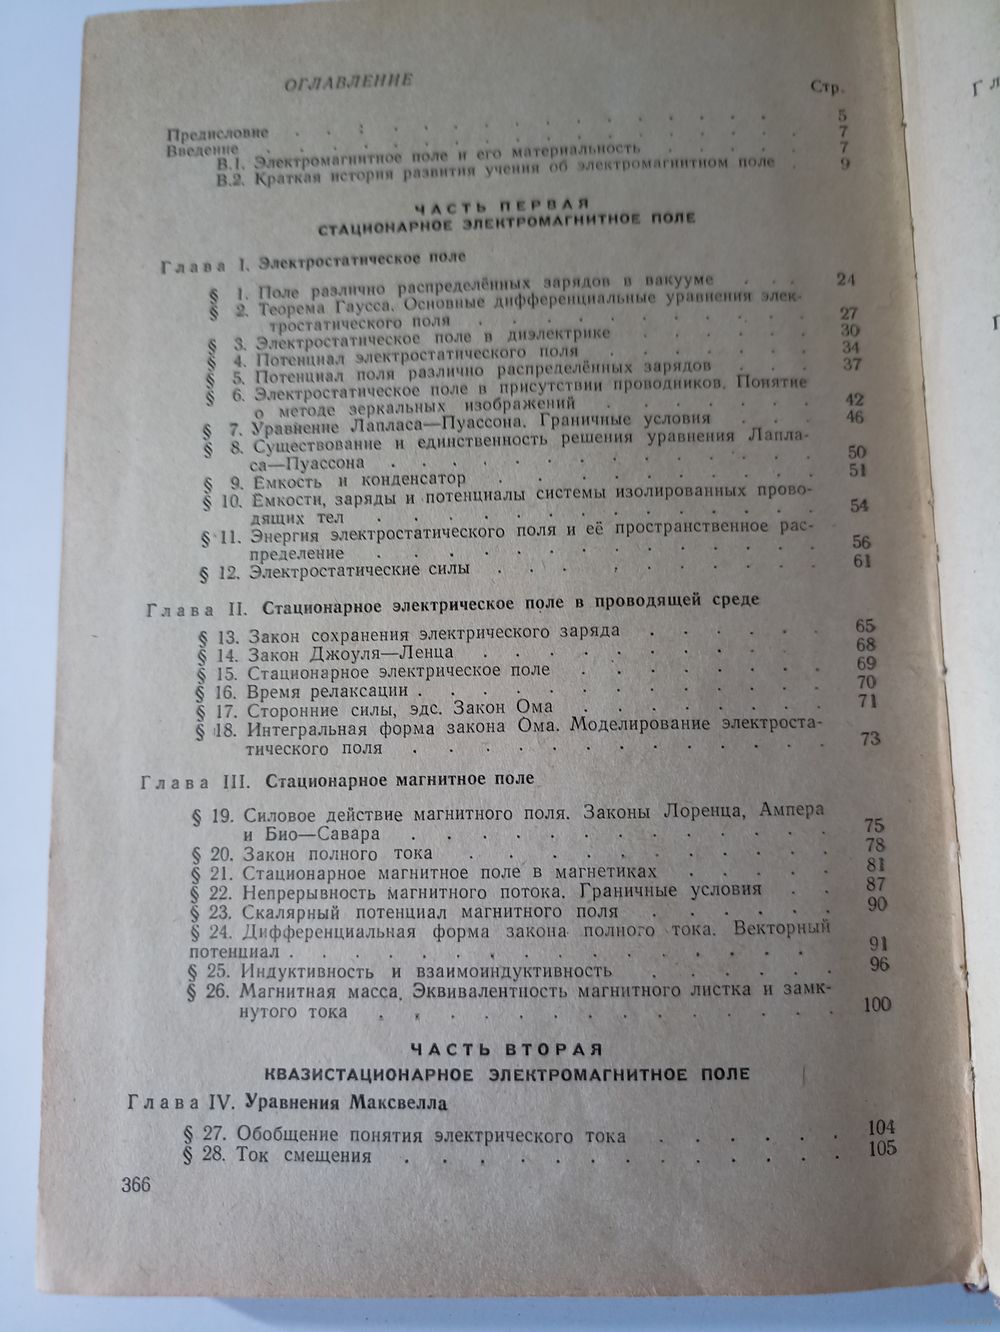 ОГЛАВЛЕНИЕ
Стр.
Предисловие . . . . . . . . . . . . . . 5
Введение . . . . . . . . . . . . . . . 7
В.1. Электромагнитное поле и его материальность . . . . . 7
В.2. Краткая история развития учения об электромагнитном поле . 9
ЧАСТЬ ПЕРВАЯ
СТАЦИОНАРНОЕ ЭЛЕКТРОМАГНИТНОЕ ПОЛЕ
Глава I. Электростатическое поле
§ 1. Поле различно распределённых зарядов в вакууме . . . 24
§ 2. Теорема Гаусса. Основные дифференциальные уравнения элек-
тростатического поля . . . . . . . . . . 27
§ 3. Электростатическое поле в диэлектрике . . . . . . 30
§ 4. Потенциал электростатического поля . . . . . . . 34
§ 5. Потенциал поля различно распределённых зарядов . . . 37
§ 6. Электростатическое поле в присутствии проводников. Понятие
о методе зеркальных изображений . . . . . . . 42
§ 7. Уравнение Лапласа—Пуассона. Граничные условия . . . 46
§ 8. Существование и единственность решения уравнения Лапла-
са—Пуассона . . . . . . . . . . . . . 50
§ 9. Ёмкость и конденсатор . . . . . . . . . . 51
§ 10. Ёмкости, заряды и потенциалы системы изолированных прово-
дящих тел . . . . . . . . . . . . . 54
§ 11. Энергия электростатического поля и её пространственное рас-
пределение . . . . . . . . . . . . . 56
§ 12. Электростатические силы . . . . . . . . . . 61
Глава II. Стационарное электрическое поле в проводящей среде
§ 13. Закон сохранения электрического заряда . . . . . . 65
§ 14. Закон Джоуля—Ленца . . . . . . . . . . 68
§ 15. Стационарное электрическое поле . . . . . . . 69
§ 16. Время релаксации . . . . . . . . . . . . 70
§ 17. Сторонние силы, эдс. Закон Ома . . . . . . . . 71
§ 18. Интегральная форма закона Ома. Моделирование электроста-
тического поля . . . . . . . . . . . . 73
Глава III. Стационарное магнитное поле
§ 19. Силовое действие магнитного поля. Законы Лоренца, Ампера
и Био—Савара . . . . . . . . . . . . 75
§ 20. Закон полного тока . . . . . . . . . . 78
§ 21. Стационарное магнитное поле в магнетиках . . . . . 81
§ 22. Непрерывность магнитного потока. Граничные условия . . 87
§ 23. Скалярный потенциал магнитного поля . . . . . . 90
§ 24. Дифференциальная форма закона полного тока. Векторный
потенциал . . . . . . . . . . . . . . . 91
§ 25. Индуктивность и взаимоиндуктивность . . . . . . 96
§ 26. Магнитная масса. Эквивалентность магнитного листка и замк-
нутого тока . . . . . . . . . . . . . 100
ЧАСТЬ ВТОРАЯ
КВАЗИСТАЦИОНАРНОЕ ЭЛЕКТРОМАГНИТНОЕ ПОЛЕ
Глава IV. Уравнения Максвелла
§ 27. Обобщение понятия электрического тока . . . . . . 104
§ 28. Ток смещения . . . . . . . . . . . . 105
366